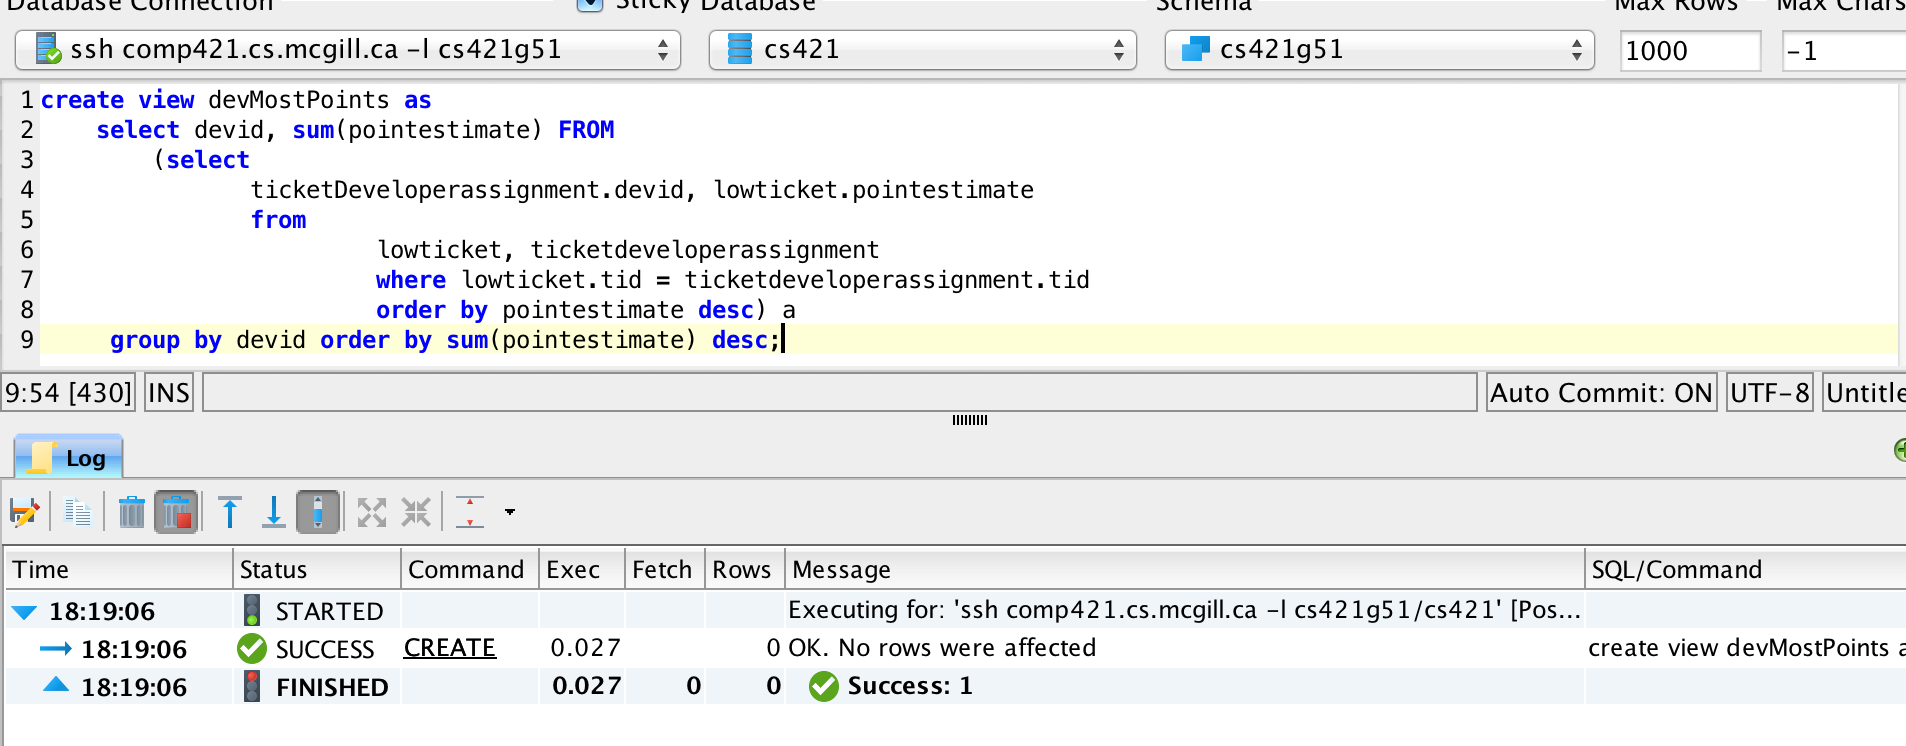 Database Connection Sticky Database Schema Max Rows Max Chars
ssh comp421.cs.mcgill.ca -l cs421g51 cs421 cs421g51 1000 -1
1 create view devMostPoints as
2 select devid, sum(pointestimate) FROM
3 (select
4 ticketDeveloperassignment.devid, lowticket.pointestimate
5 from
6 lowticket, ticketdeveloperassignment
7 where lowticket.tid = ticketdeveloperassignment.tid
8 order by pointestimate desc) a
9 group by devid order by sum(pointestimate) desc;
9:54 [430] INS Auto Commit: ON UTF-8 Untitle
Log
Time Status Command Exec Fetch Rows Message SQL/Command
18:19:06 STARTED Executing for: 'ssh comp421.cs.mcgill.ca -l cs421g51/cs421' [Pos...
18:19:06 SUCCESS CREATE 0.027 0 OK. No rows were affected create view devMostPoints a
18:19:06 FINISHED 0.027 0 0 Success: 1